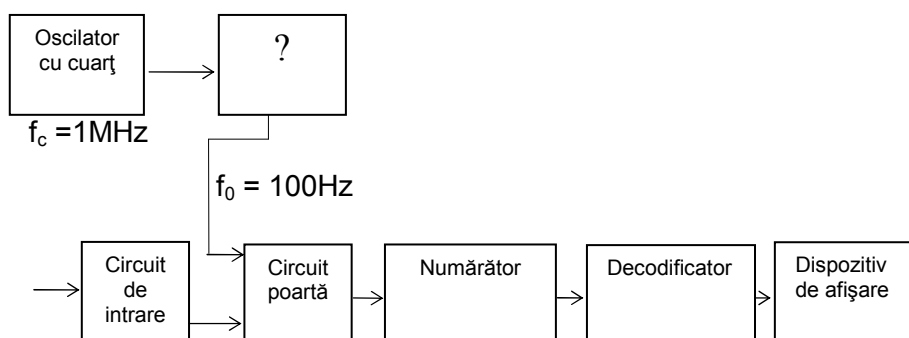 Oscilator
cu cuarţ
?
f_c =1MHz
f_0 = 100Hz
Circuit
de
intrare
Circuit
poartă
Numărător
Decodificator
Dispozitiv
de afişare